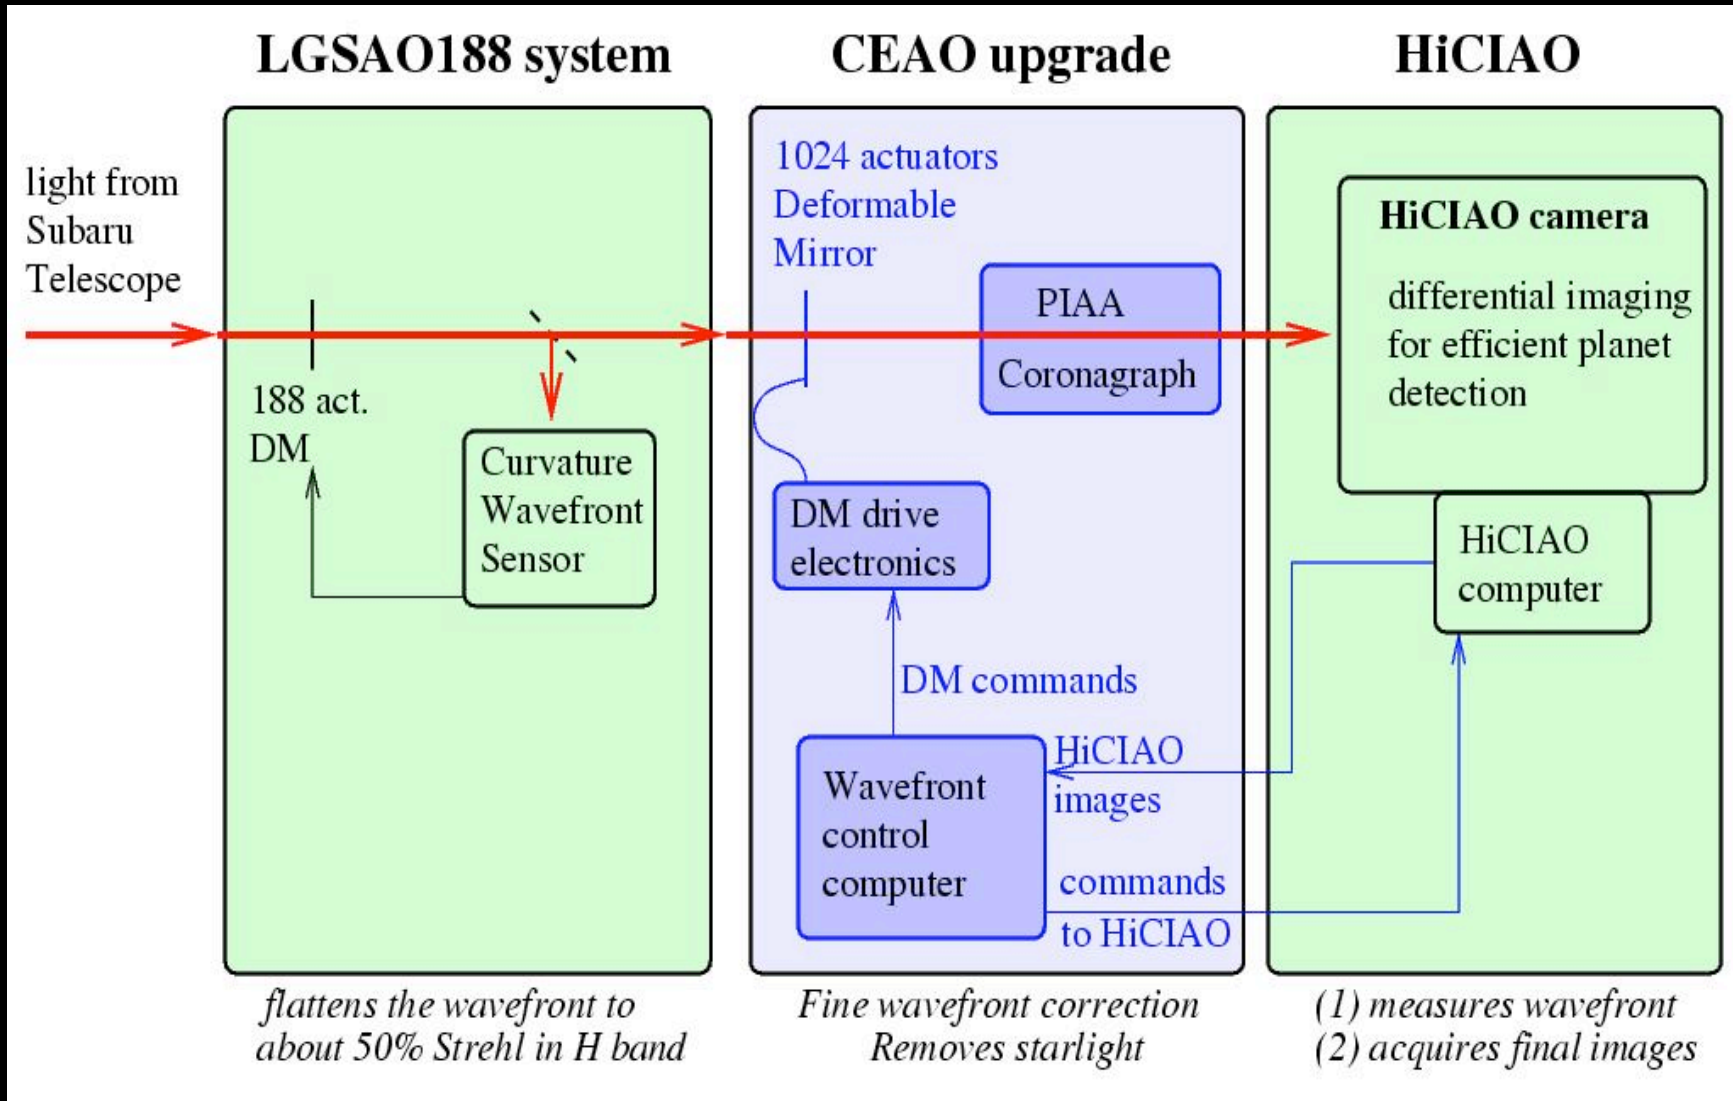 LGSAO188 system
CEAO upgrade
HiCIAO
light from
Subaru
Telescope
188 act.
DM
Curvature
Wavefront
Sensor
1024 actuators
Deformable
Mirror
PIAA
Coronagraph
DM drive
electronics
DM commands
Wavefront
control
computer
HiCIAO
images
commands
to HiCIAO
HiCIAO camera
differential imaging
for efficient planet
detection
HiCIAO
computer
flattens the wavefront to
about 50% Strehl in H band
Fine wavefront correction
Removes starlight
(1) measures wavefront
(2) acquires final images